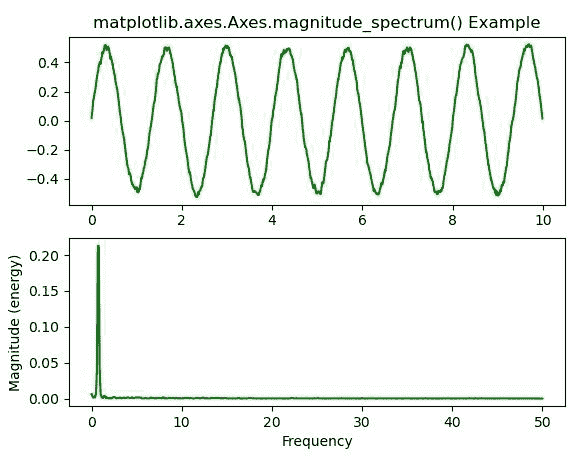 matplotlib.axes.Axes.magnitude_spectrum() Example
0.4
0.2
0.0
−0.2
−0.4
0 2 4 6 8 10
0.20
0.15
0.10
0.05
0.00
Magnitude (energy)
0 10 20 30 40 50
Frequency